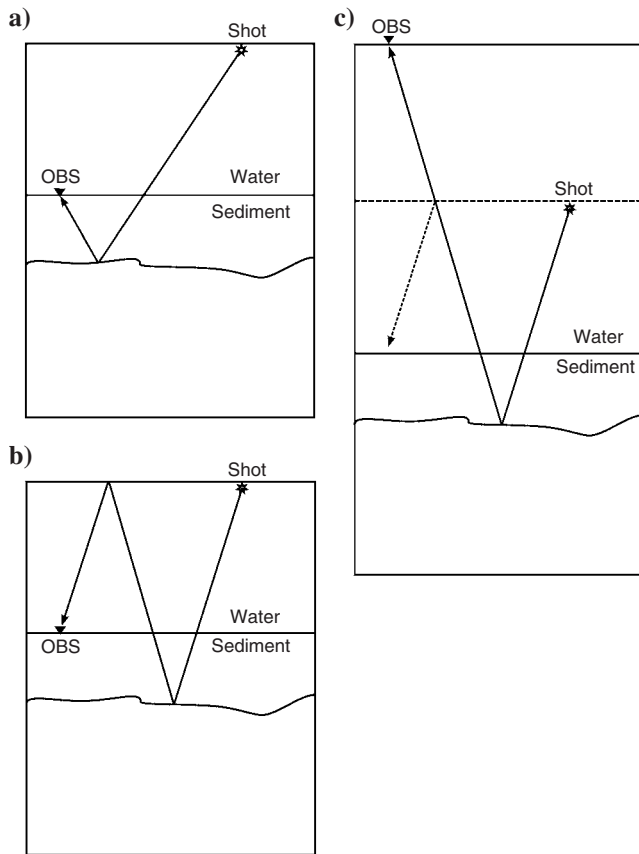 a)
Shot
OBS
Water
Sediment
b)
Shot
Water
OBS
Sediment
c)
OBS
Shot
Water
Sediment